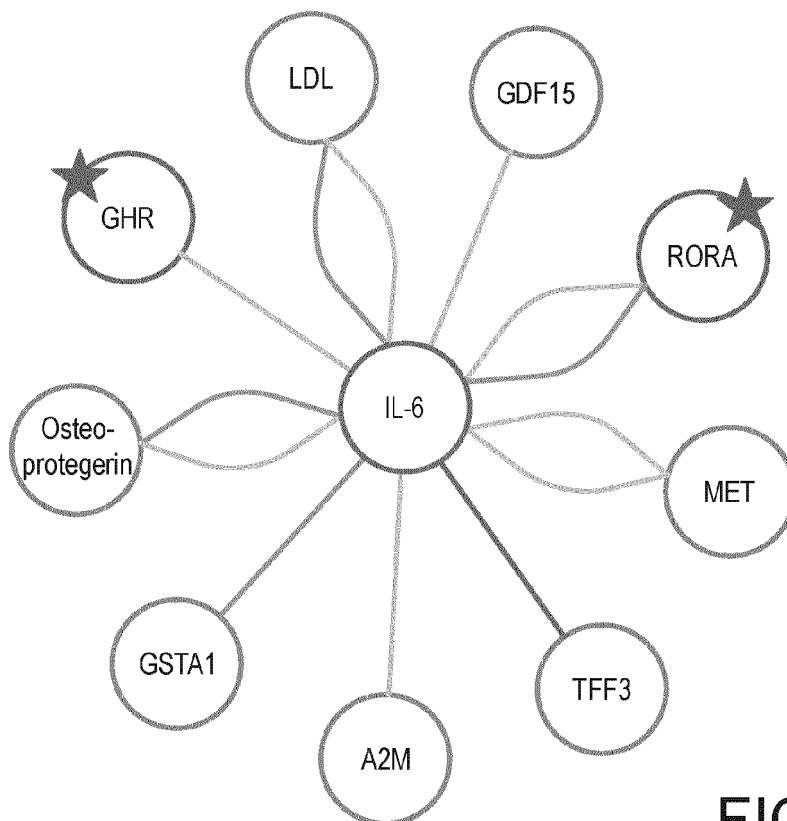 LDL
GDF15
GHR
RORA
IL-6
Osteo-
protegerin
MET
GSTA1
TFF3
A2M